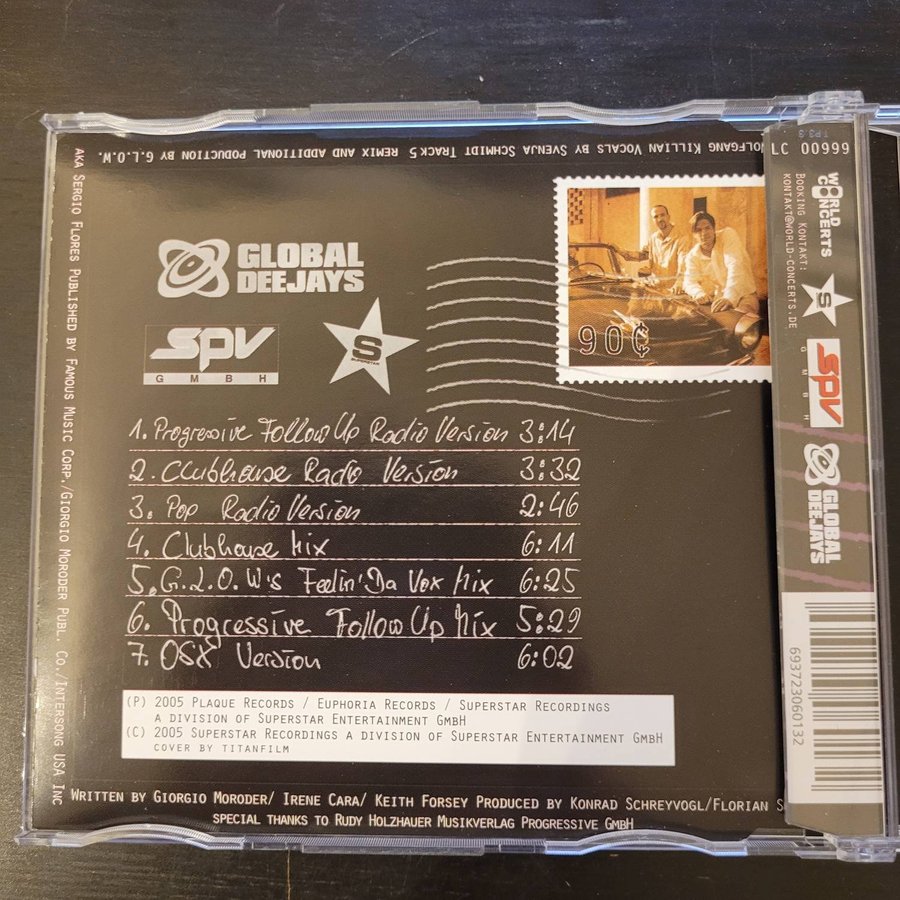 WOLFGANG KILLIAN VOCALS BY SVENJA SCHMIDT TRACK 5 REMIX AND ADDITIONAL PODUCTION BY G.L.O.W.
AKA SERGIO FLORES PUBLISHED BY FAMOUS MUSIC CORP./GIORGIO MORODER PUBL. CO./INTERSONG USA INC
GLOBAL
DEEJAYS
SPV
GMBH
S
SUPERSTAR
90¢
1. Progressive Follow Up Radio Version 3:14
2. Clubhouse Radio Version 3:32
3. Pop Radio Version 2:46
4. Clubhouse Mix 6:11
5. G.L.O.W's Feelin' Da Vox Mix 6:25
6. Progressive Follow Up Mix 5:29
7. OSX Version 6:02
(P) 2005 PLAQUE RECORDS / EUPHORIA RECORDS / SUPERSTAR RECORDINGS
A DIVISION OF SUPERSTAR ENTERTAINMENT GMBH
(C) 2005 SUPERSTAR RECORDINGS A DIVISION OF SUPERSTAR ENTERTAINMENT GMBH
COVER BY TITANFILM
WRITTEN BY GIORGIO MORODER/ IRENE CARA/ KEITH FORSEY PRODUCED BY KONRAD SCHREYVOGL/FLORIAN S
SPECIAL THANKS TO RUDY HOLZHAUER MUSIKVERLAG PROGRESSIVE GMBH
LC 00699
WORLD
CONCERTS
BOOKING KONTAKT:
KONTAKT@WORLD-CONCERTS.DE
S
SPV
GMBH
GLOBAL
DEEJAYS
693723060132